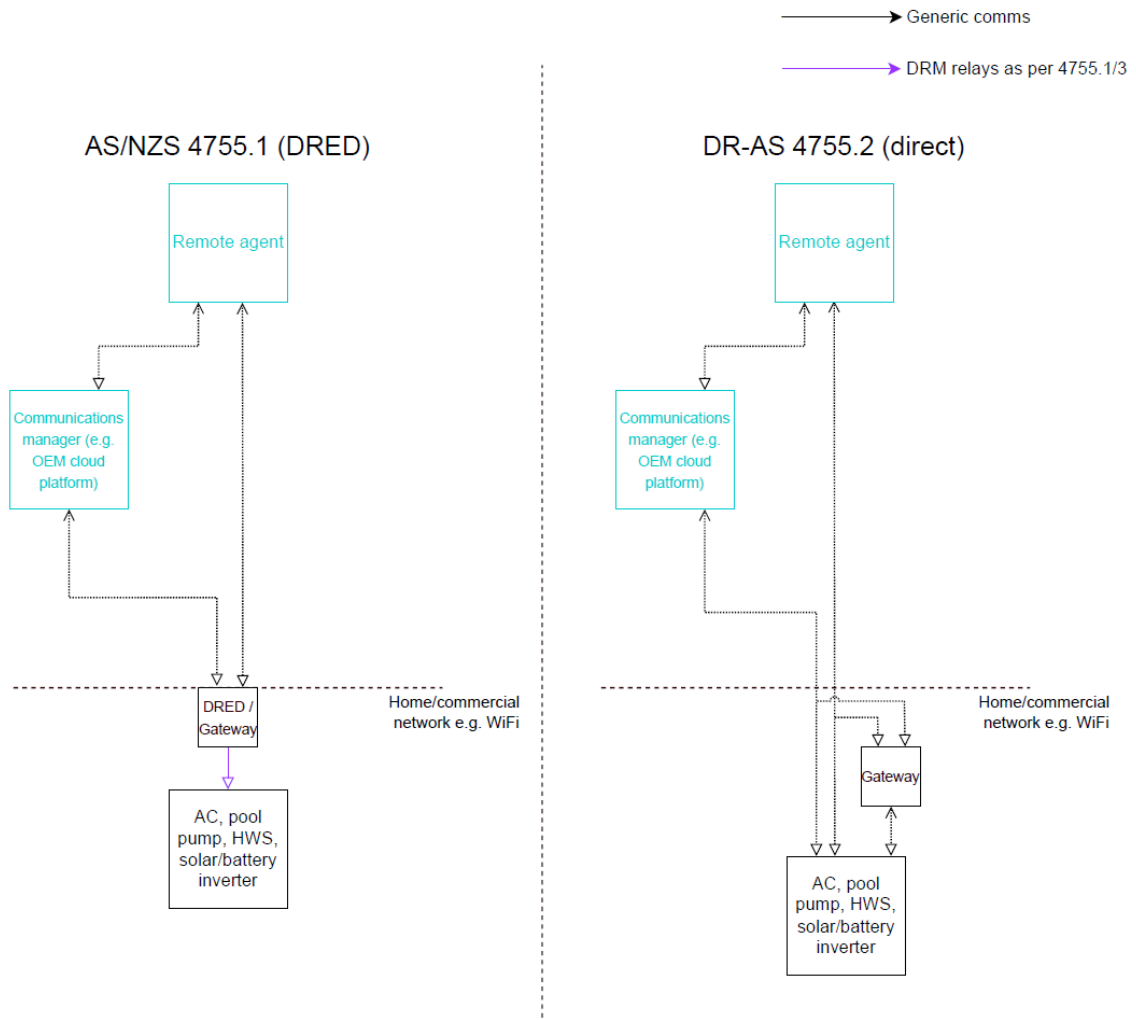 Generic comms
DRM relays as per 4755.1/3
AS/NZS 4755.1 (DRED)
Remote agent
Communications
manager (e.g.
OEM cloud
platform)
Home/commercial
network e.g. WiFi
DRED /
Gateway
AC, pool
pump, HWS,
solar/battery
inverter
DR-AS 4755.2 (direct)
Remote agent
Communications
manager (e.g.
OEM cloud
platform)
Home/commercial
network e.g. WiFi
Gateway
AC, pool
pump, HWS,
solar/battery
inverter